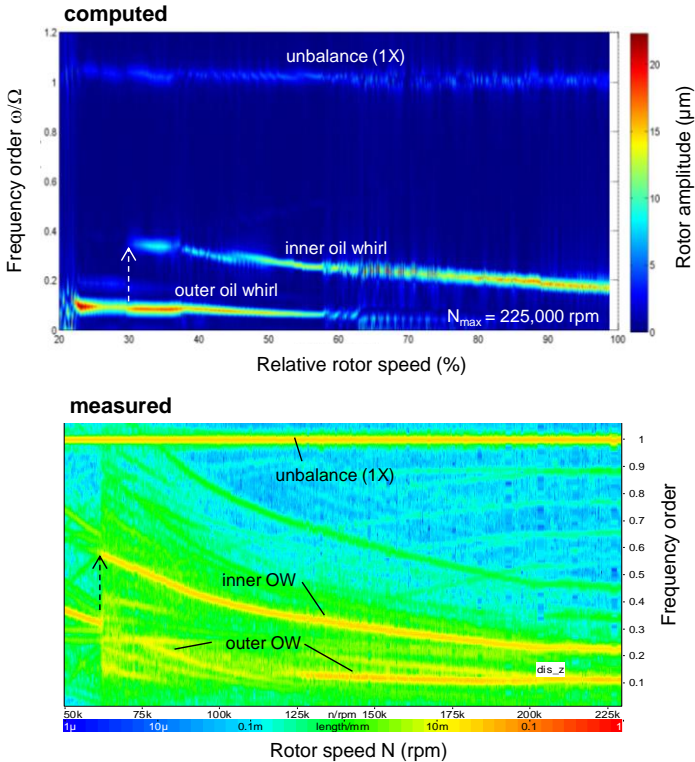 computed
1.2
1
0.8
0.6
0.4
0.2
0
Frequency order ω/Ω
unbalance (1X)
inner oil whirl
outer oil whirl
N_max = 225,000 rpm
20 30 40 50 60 70 80 90 100
Relative rotor speed (%)
20
15
10
5
0
Rotor amplitude (μm)
measured
unbalance (1X)
inner OW
outer OW
dis_z
1
0.9
0.8
0.7
0.6
0.5
0.4
0.3
0.2
0.1
Frequency order
50k 75k 100k 125k n/rpm 150k 175k 200k 225k
1μ 10μ 0.1m length/mm 10m 0.1 1
Rotor speed N (rpm)